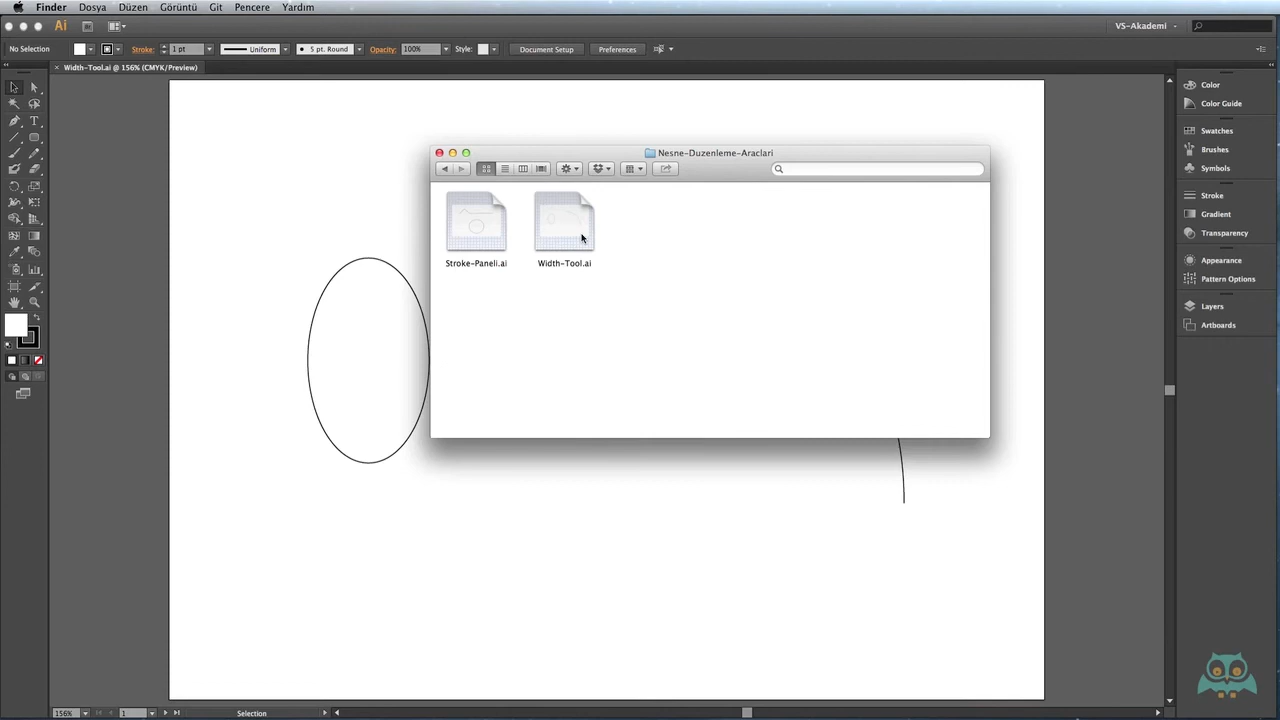 Finder Dosya Düzen Görüntü Git Pencere Yardım
Ai VS-Akademi
No Selection Stroke: 1 pt Uniform 5 pt. Round Opacity: 100% Style: Document Setup Preferences
Width-Tool.ai @ 156% (CMYK/Preview)
Nesne-Duzenleme-Araclari
Stroke-Paneli.ai Width-Tool.ai
Color
Color Guide
Swatches
Brushes
Symbols
Stroke
Gradient
Transparency
Appearance
Pattern Options
Layers
Artboards
156% 1 Selection